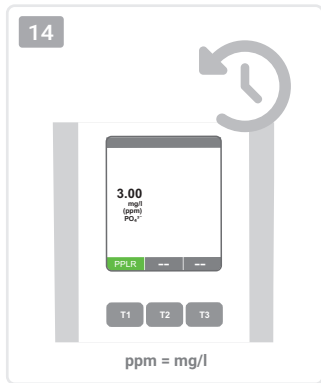 14
3.00
mg/l
(ppm)
PO₄³⁻
PPLR -- --
T1 T2 T3
ppm = mg/l